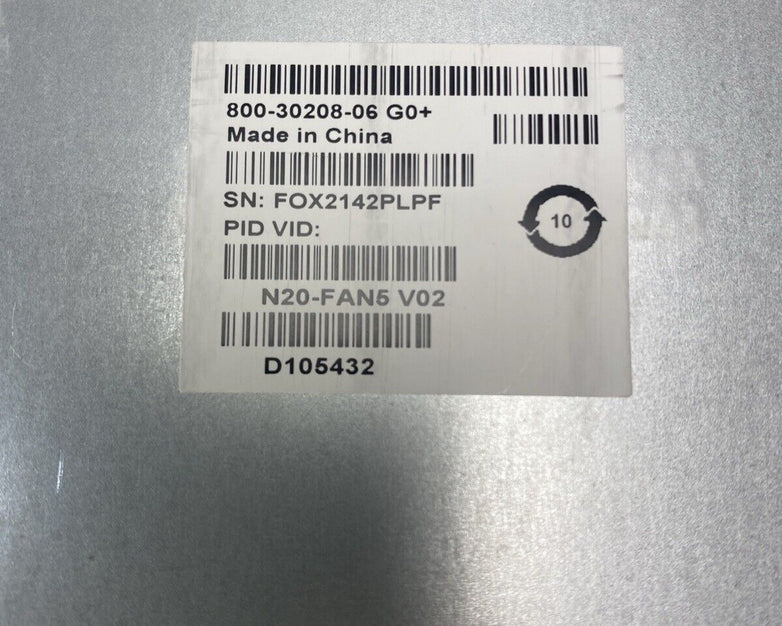 800-30208-06 G0+
Made in China
SN: FOX2142PLPF
PID VID:
10
N20-FAN5 V02
D105432